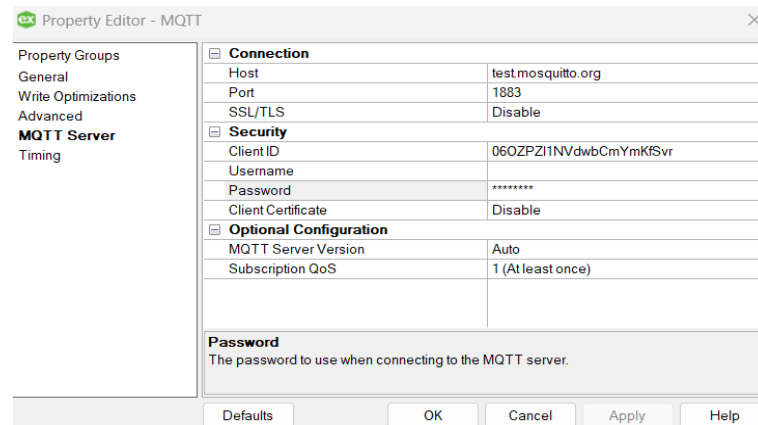 ex Property Editor - MQTT
Property Groups
General
Write Optimizations
Advanced
MQTT Server
Timing
Connection
Host test.mosquitto.org
Port 1883
SSL/TLS Disable
Security
Client ID 06OZPZI1NVdwbCmYmKfSvr
Username
Password ********
Client Certificate Disable
Optional Configuration
MQTT Server Version Auto
Subscription QoS 1 (At least once)
Password
The password to use when connecting to the MQTT server.
Defaults OK Cancel Apply Help